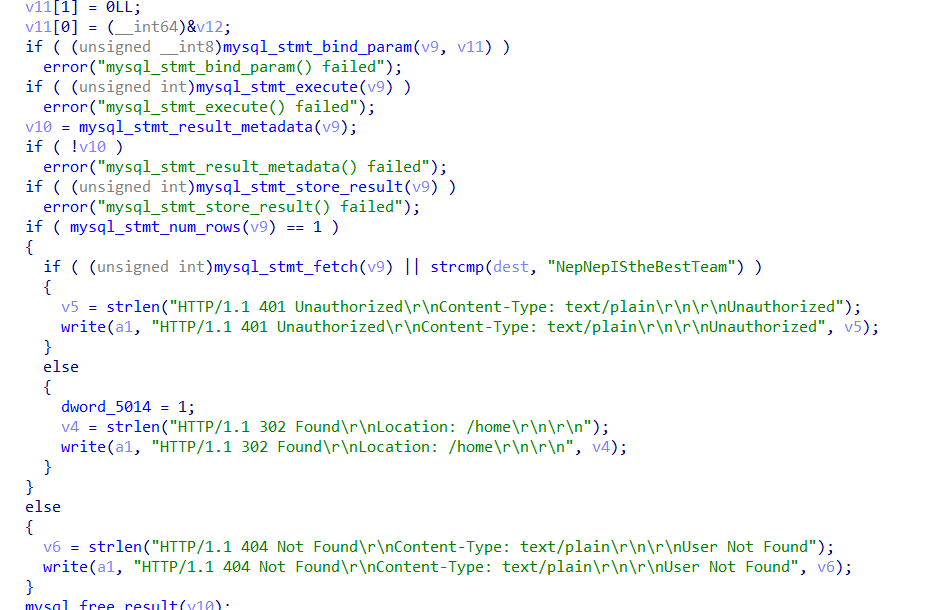 v11[1] = 0LL;
v11[0] = (__int64)&v12;
if ( (unsigned __int8)mysql_stmt_bind_param(v9, v11) )
error("mysql_stmt_bind_param() failed");
if ( (unsigned int)mysql_stmt_execute(v9) )
error("mysql_stmt_execute() failed");
v10 = mysql_stmt_result_metadata(v9);
if ( !v10 )
error("mysql_stmt_result_metadata() failed");
if ( (unsigned int)mysql_stmt_store_result(v9) )
error("mysql_stmt_store_result() failed");
if ( mysql_stmt_num_rows(v9) == 1 )
{
if ( (unsigned int)mysql_stmt_fetch(v9) || strcmp(dest, "NepNepIStheBestTeam") )
{
v5 = strlen("HTTP/1.1 401 Unauthorized\r\nContent-Type: text/plain\r\n\r\nUnauthorized");
write(a1, "HTTP/1.1 401 Unauthorized\r\nContent-Type: text/plain\r\n\r\nUnauthorized", v5);
}
else
{
dword_5014 = 1;
v4 = strlen("HTTP/1.1 302 Found\r\nLocation: /home\r\n\r\n");
write(a1, "HTTP/1.1 302 Found\r\nLocation: /home\r\n\r\n", v4);
}
}
else
{
v6 = strlen("HTTP/1.1 404 Not Found\r\nContent-Type: text/plain\r\n\r\nUser Not Found");
write(a1, "HTTP/1.1 404 Not Found\r\nContent-Type: text/plain\r\n\r\nUser Not Found", v6);
}
mysql_free_result(v10);